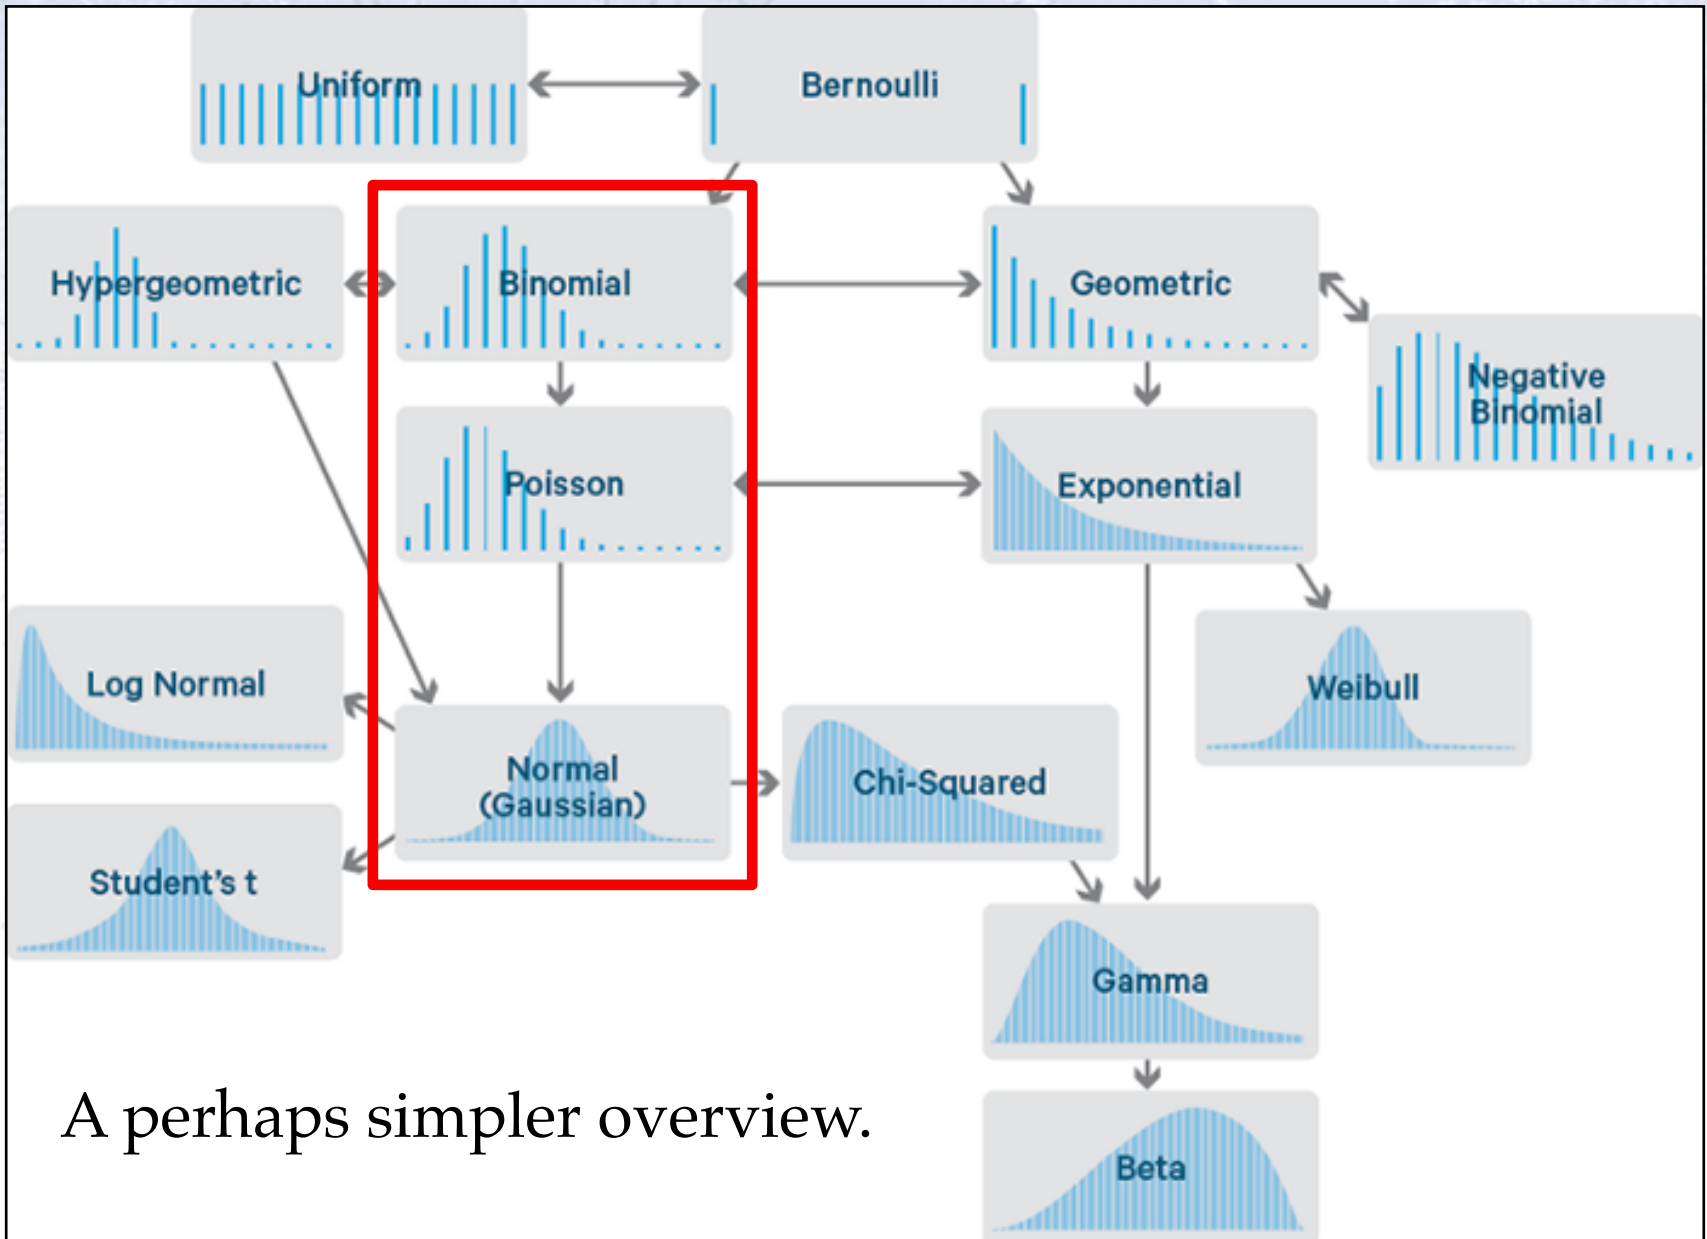 Uniform
Bernoulli
Hypergeometric
Binomial
Geometric
Negative
Binomial
Poisson
Exponential
Log Normal
Weibull
Normal
(Gaussian)
Chi-Squared
Student's t
Gamma
A perhaps simpler overview.
Beta